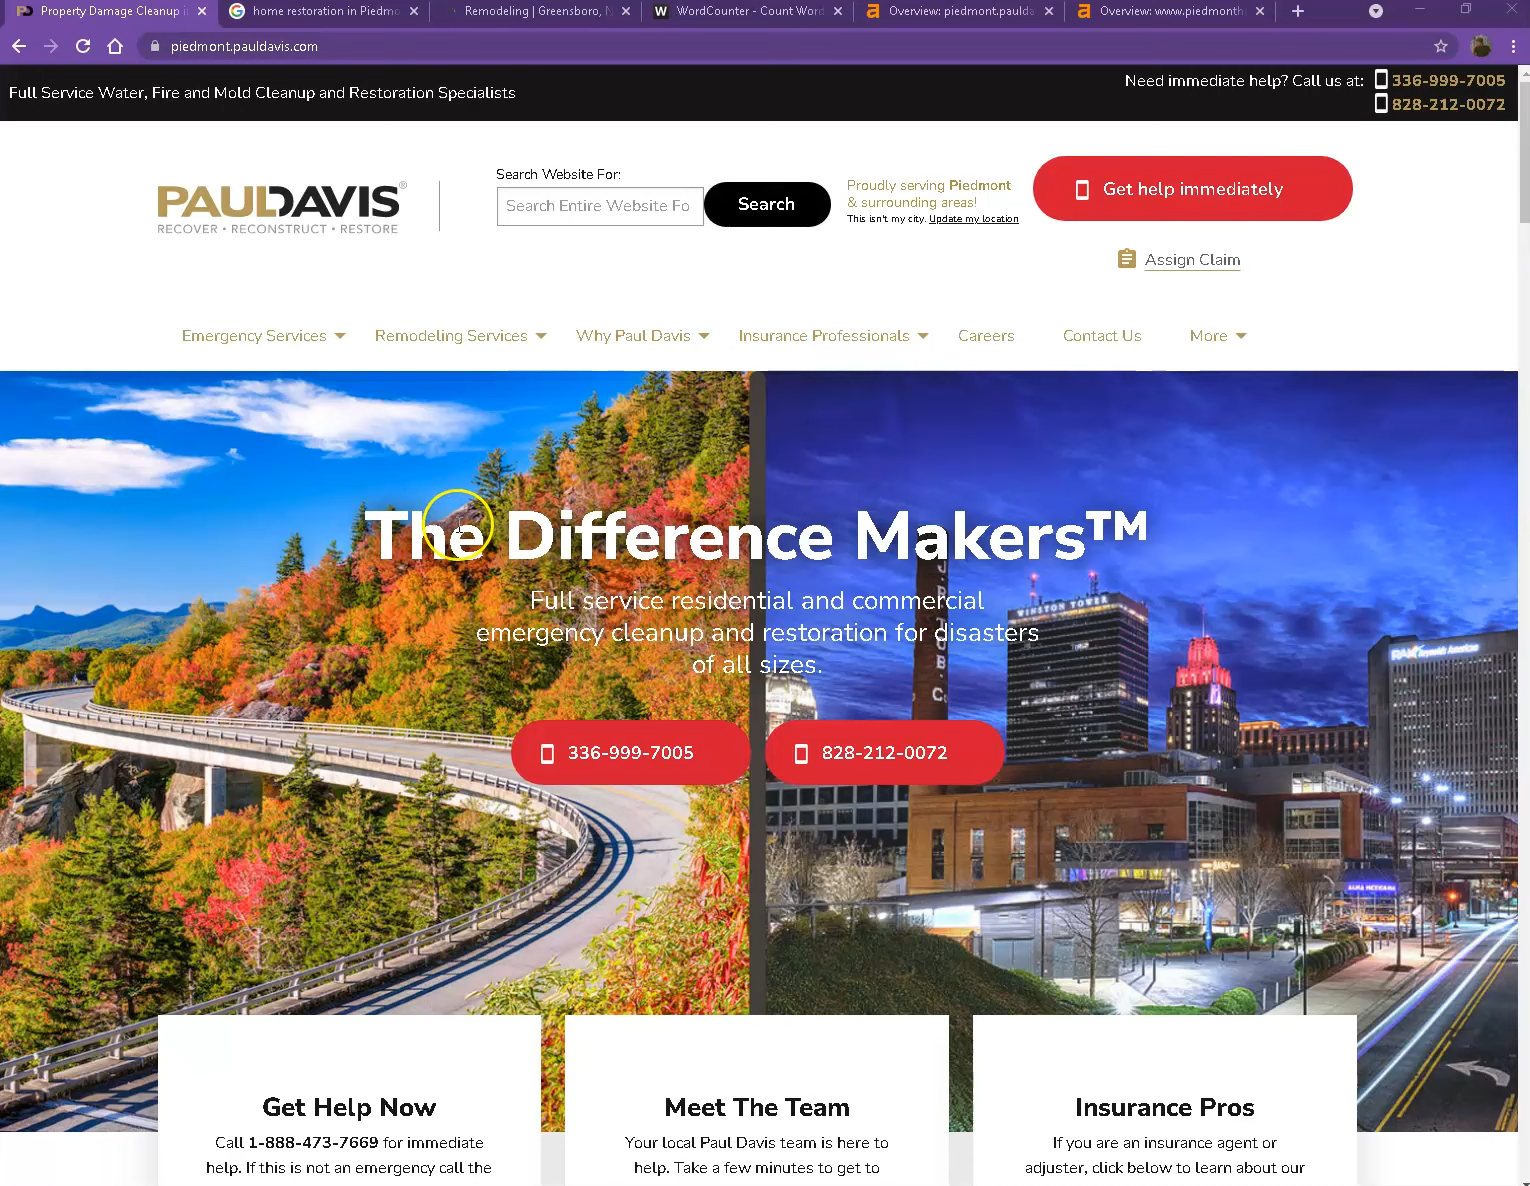 Property Damage Cleanup i
home restoration in Piedmo
Remodeling | Greensboro, N
WordCounter - Count Word
Overview: piedmont.paulda
Overview: www.piedmonth
piedmont.pauldavis.com
Full Service Water, Fire and Mold Cleanup and Restoration Specialists
Need immediate help? Call us at: 336-999-7005
828-212-0072
PAULDAVIS®
RECOVER • RECONSTRUCT • RESTORE
Search Website For:
Search Entire Website Fo
Search
Proudly serving Piedmont
& surrounding areas!
This isn't my city. Update my location
Get help immediately
Assign Claim
Emergency Services
Remodeling Services
Why Paul Davis
Insurance Professionals
Careers
Contact Us
More
The Difference Makers™
Full service residential and commercial
emergency cleanup and restoration for disasters
of all sizes.
WINSTON TOWER
336-999-7005
828-212-0072
Get Help Now
Call 1-888-473-7669 for immediate
help. If this is not an emergency call the
Meet The Team
Your local Paul Davis team is here to
help. Take a few minutes to get to
Insurance Pros
If you are an insurance agent or
adjuster, click below to learn about our